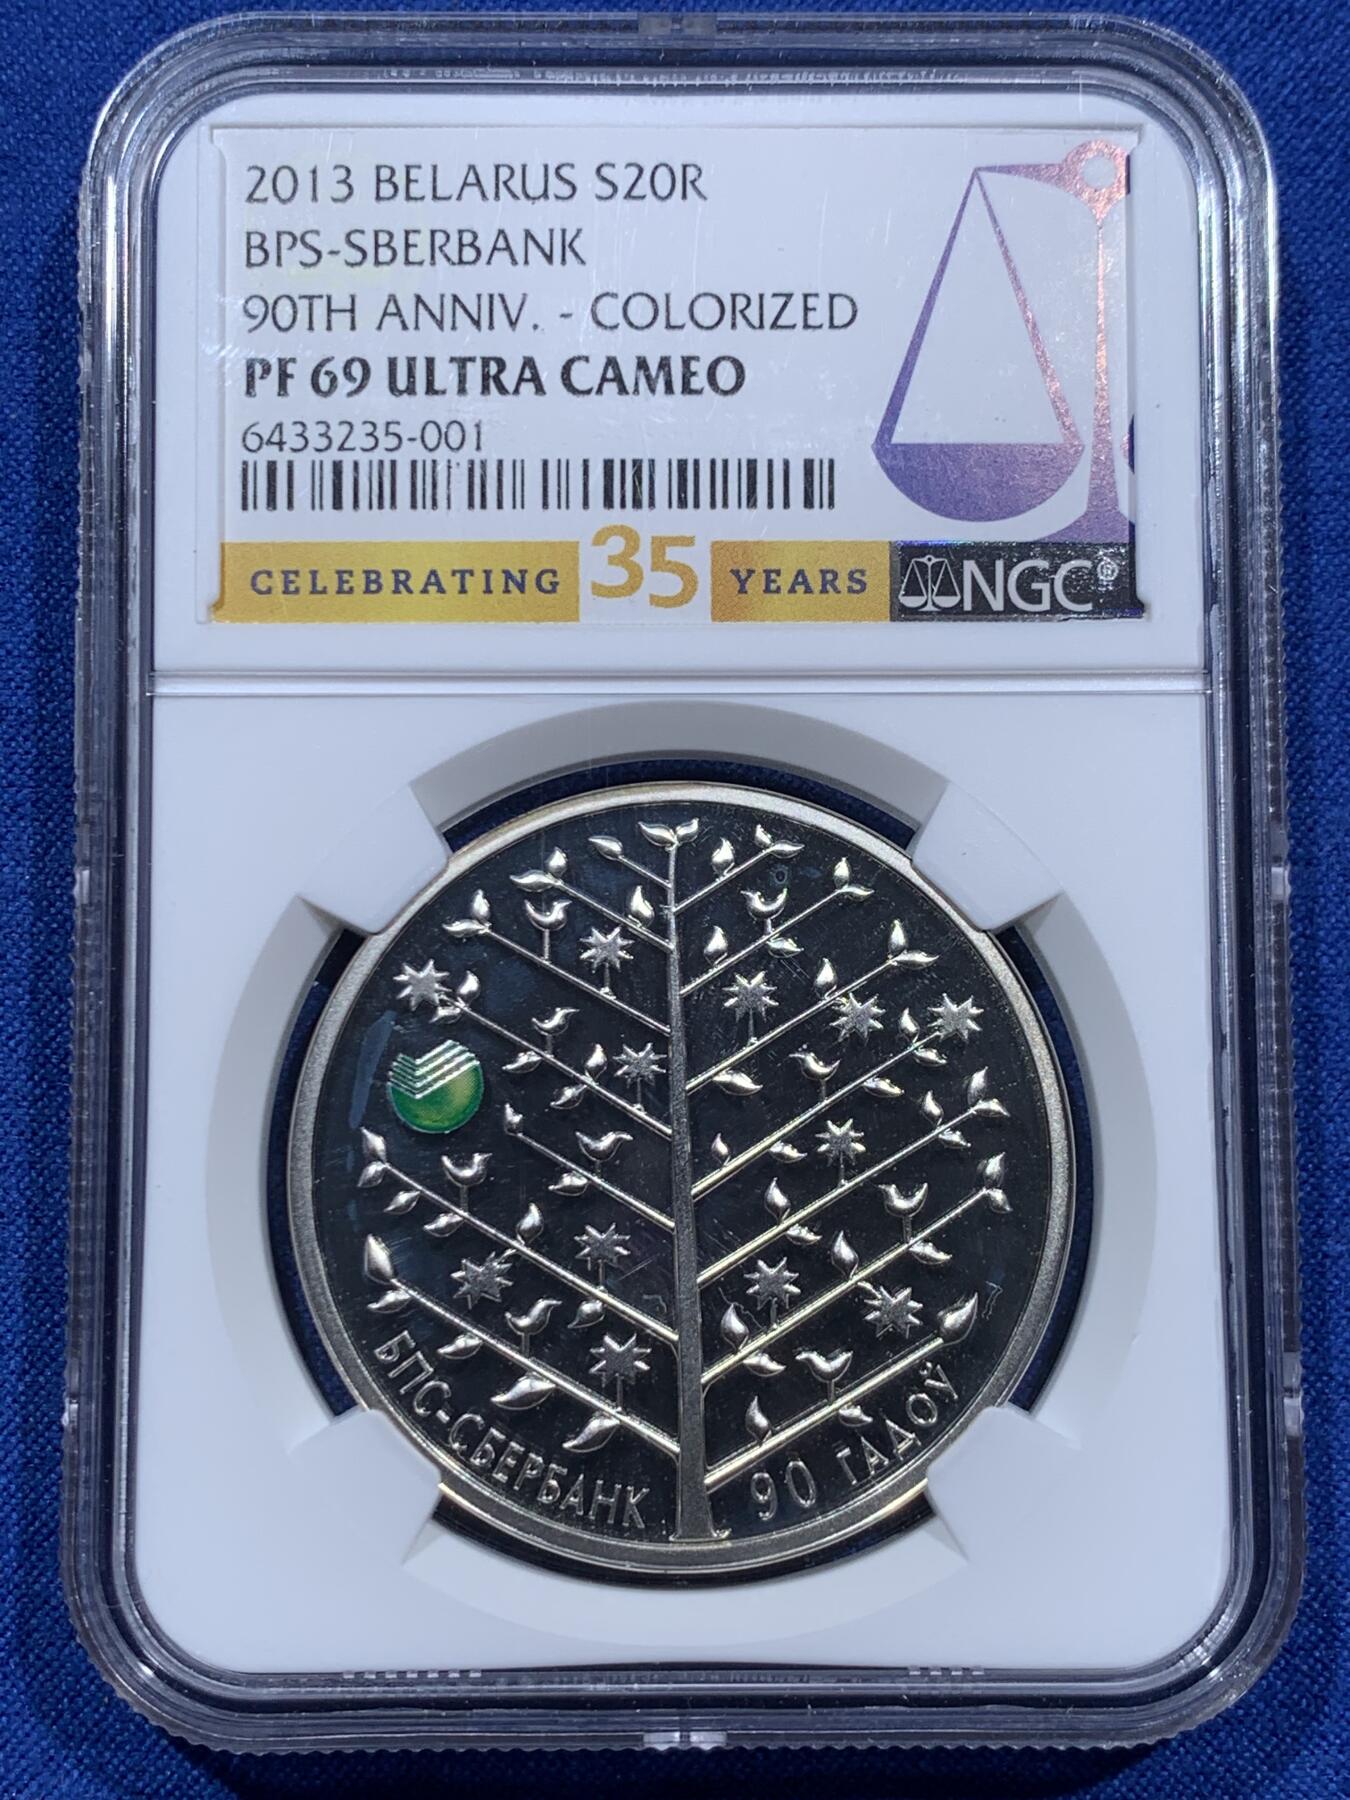 2013 BELARUS S20R
BPS-SBERBANK
90TH ANNIV. - COLORIZED
PF 69 ULTRA CAMEO
6433235-001
CELEBRATING 35 YEARS NGC®
БПС-СБЕРБАНК 90 ГАДОЎ